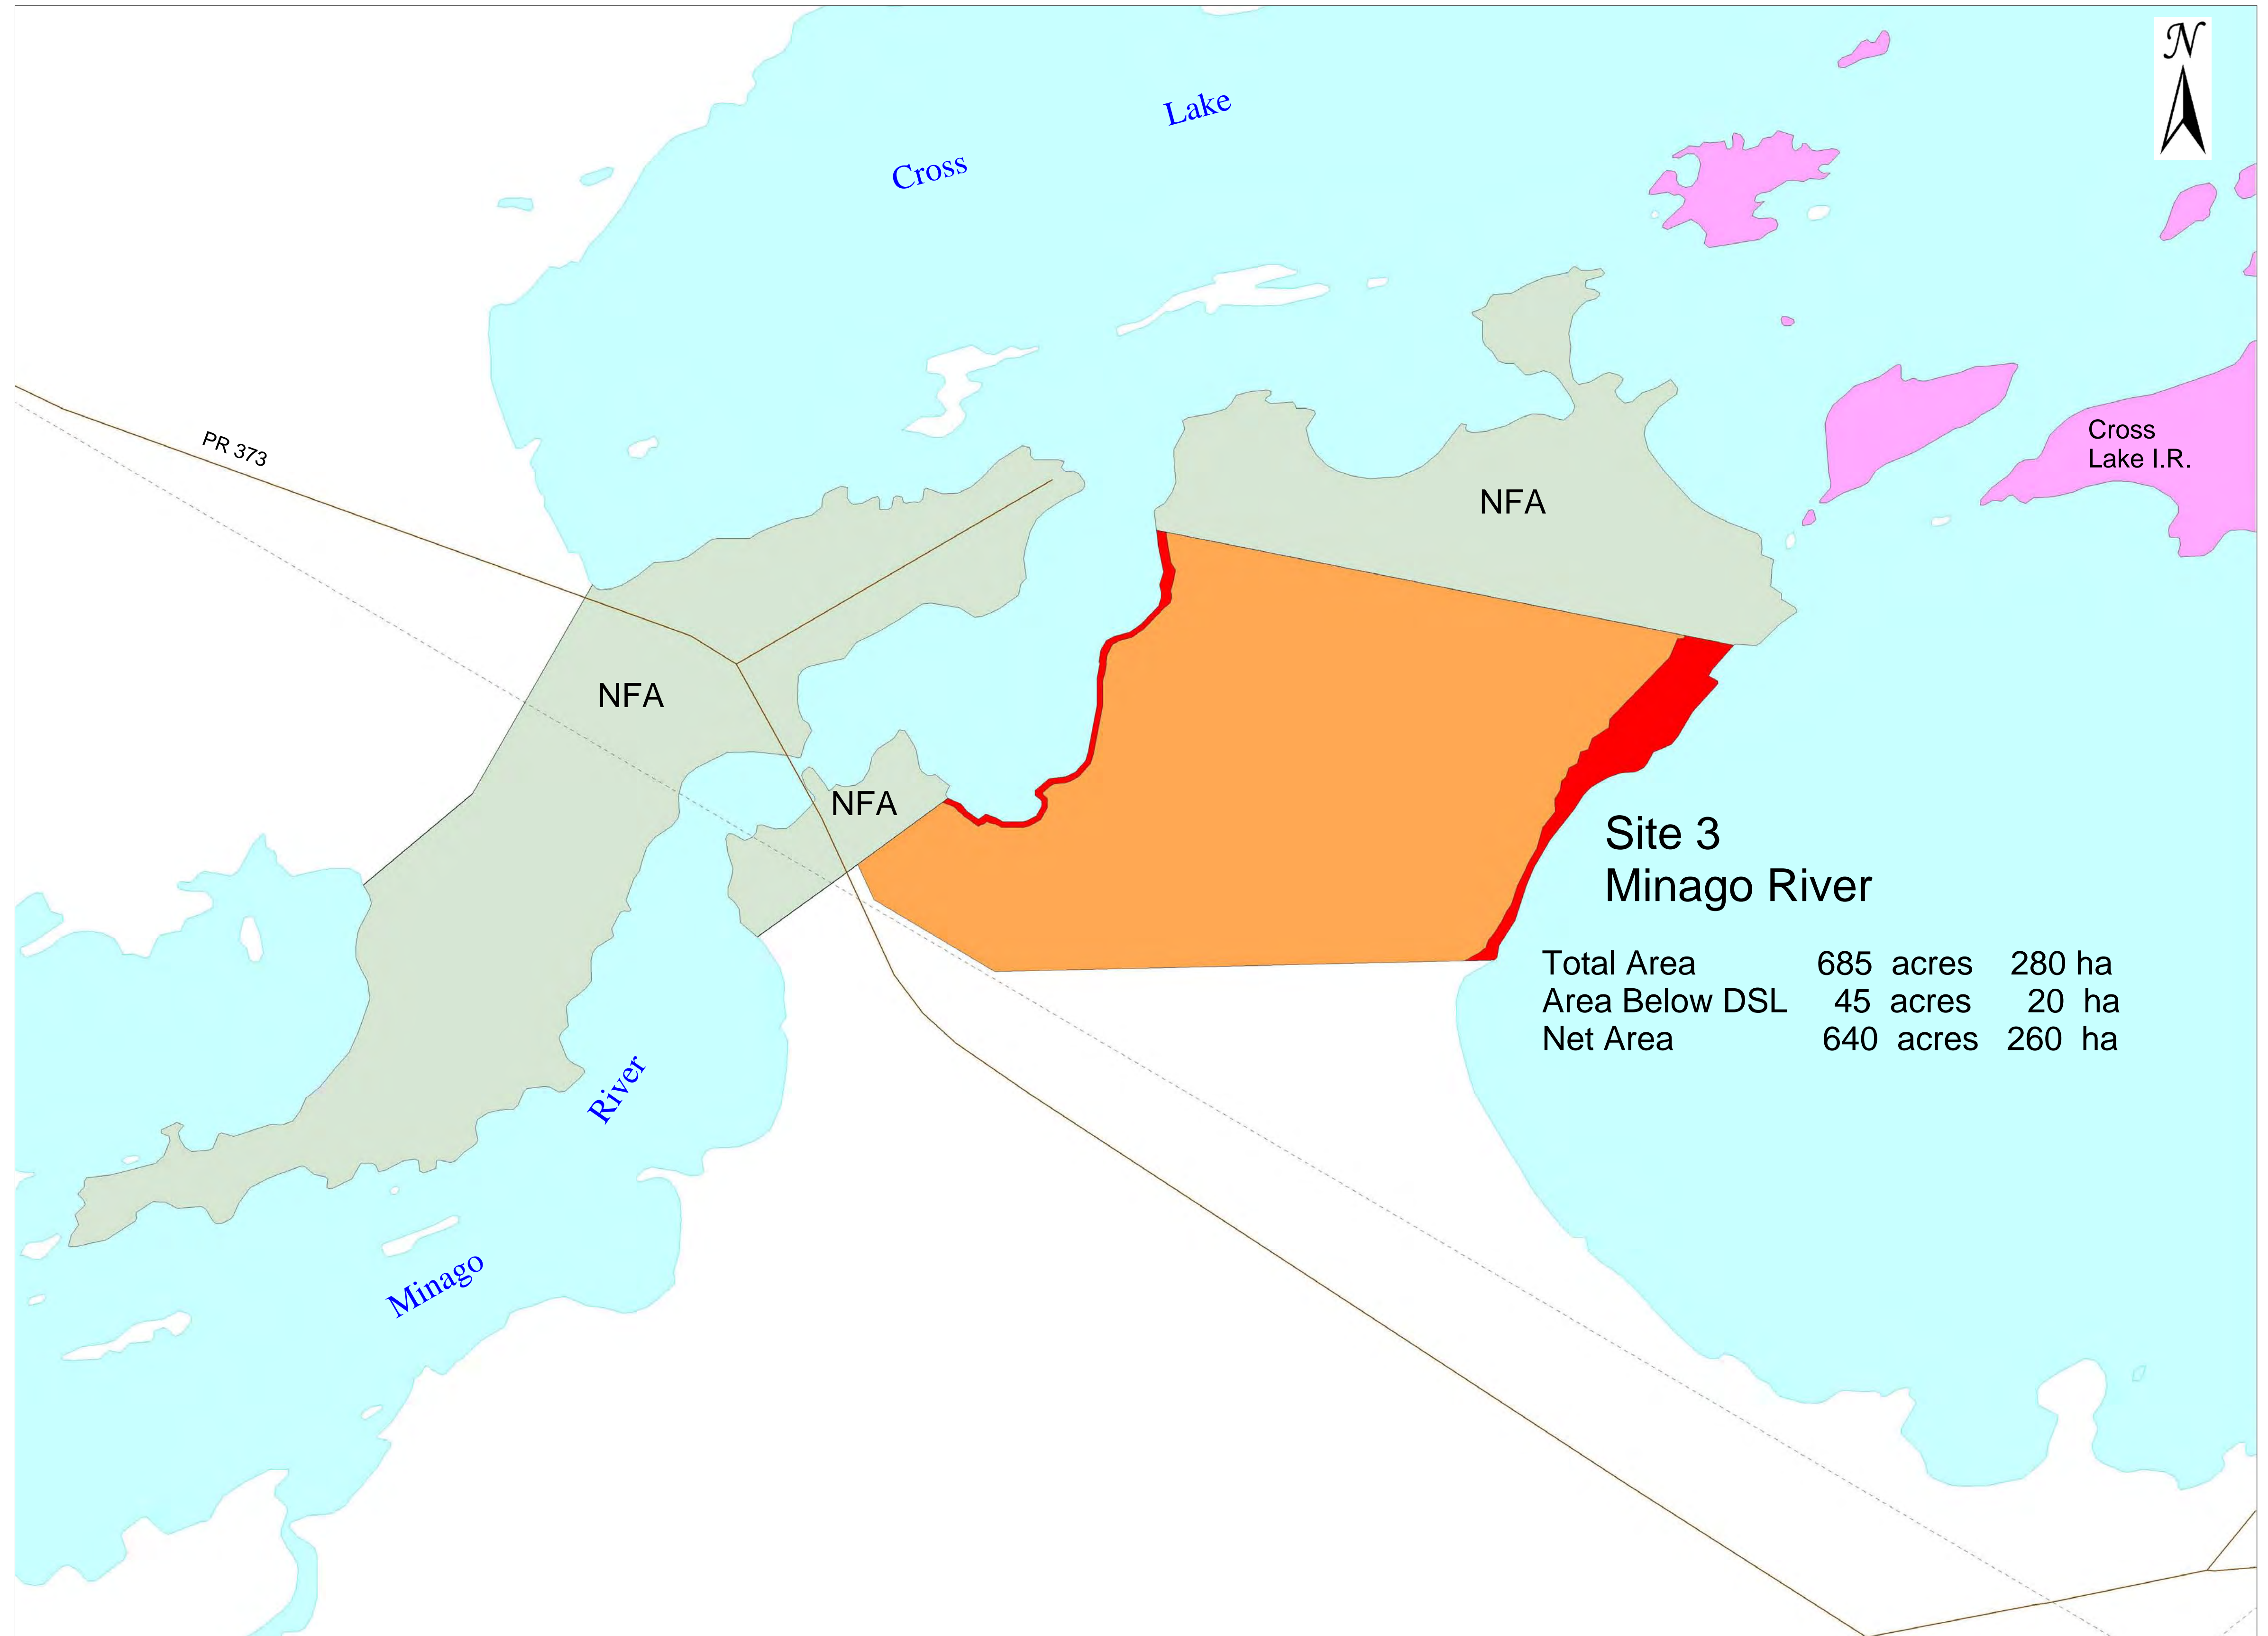 N
Lake
Cross
PR 373
Cross
Lake I.R.
NFA
NFA
NFA
Site 3
Minago River
Total Area 685 acres 280 ha
Area Below DSL 45 acres 20 ha
Net Area 640 acres 260 ha
River
Minago